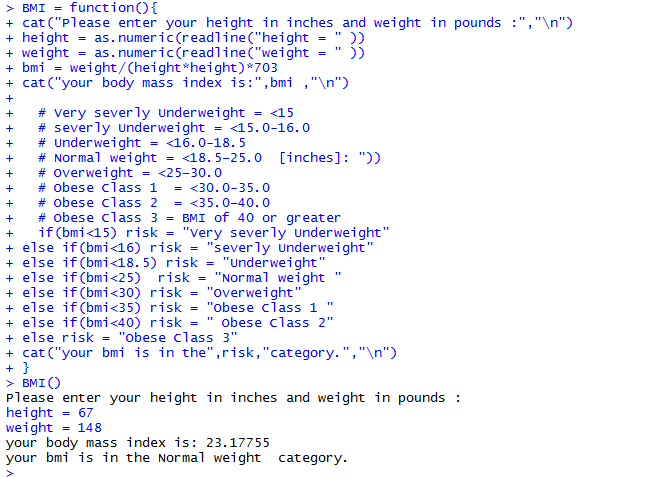 > BMI = function(){
+ cat("Please enter your height in inches and weight in pounds :","\n")
+ height = as.numeric(readline("height = " ))
+ weight = as.numeric(readline("weight = " ))
+ bmi = weight/(height*height)*703
+ cat("your body mass index is:",bmi ,"\n")
+
+   # Very severly Underweight = <15
+   # severly Underweight = <15.0-16.0
+   # Underweight = <16.0-18.5
+   # Normal weight = <18.5-25.0  [inches]: "))
+   # Overweight = <25-30.0
+   # Obese Class 1  = <30.0-35.0
+   # Obese Class 2  = <35.0-40.0
+   # Obese Class 3 = BMI of 40 or greater
+   if(bmi<15) risk = "Very severly Underweight"
+ else if(bmi<16) risk = "severly Underweight"
+ else if(bmi<18.5) risk = "Underweight"
+ else if(bmi<25)  risk = "Normal weight "
+ else if(bmi<30) risk = "Overweight"
+ else if(bmi<35) risk = "Obese Class 1 "
+ else if(bmi<40) risk = " Obese Class 2"
+ else risk = "Obese Class 3"
+ cat("your bmi is in the",risk,"category.","\n")
+ }
> BMI()
Please enter your height in inches and weight in pounds :
height = 67
weight = 148
your body mass index is: 23.17755
your bmi is in the Normal weight  category.
>